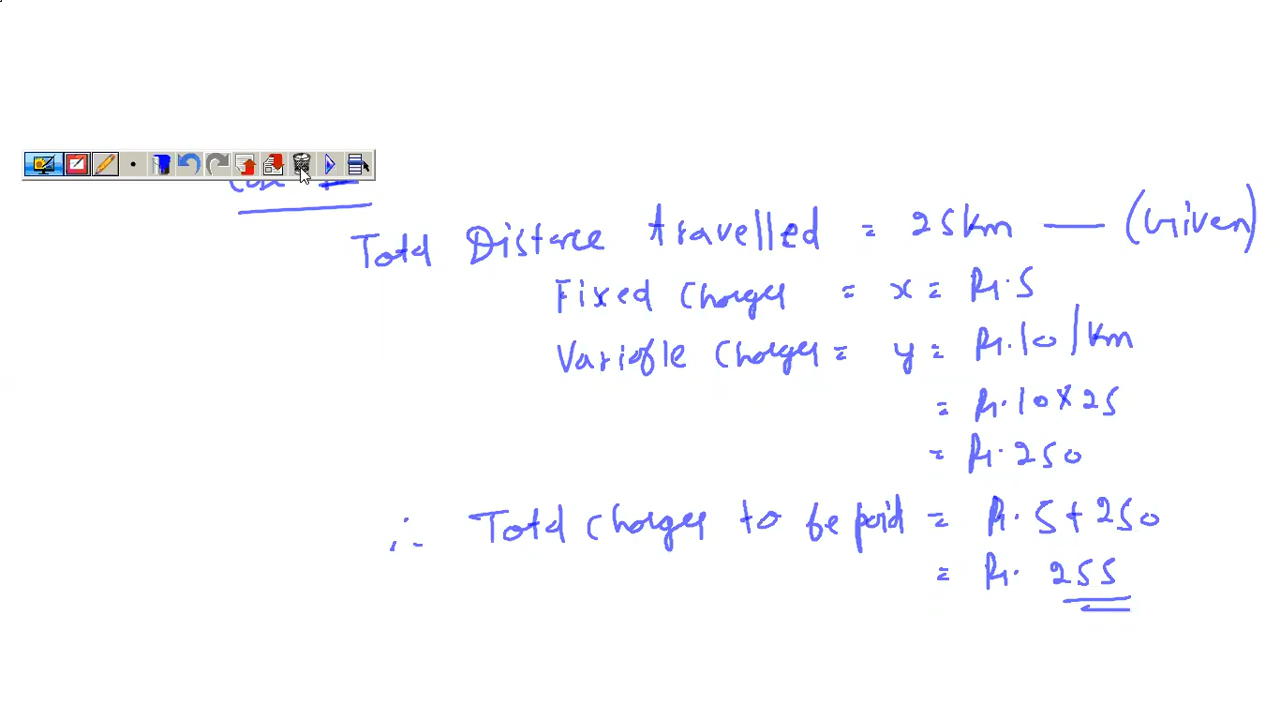 Total Distance travelled = 25km — (Given)
Fixed Charges = x = Rs. 5
Variable Charges = y = Rs. 10/km
= Rs. 10 x 25
= Rs. 250
∴ Total charges to be paid = Rs. 5 + 250
= Rs. 255